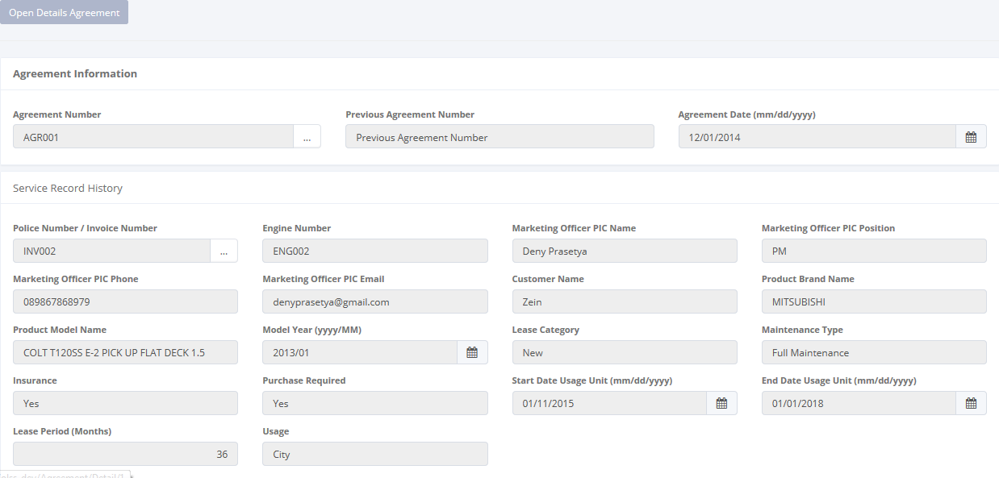 Open Details Agreement
Agreement Information
Agreement Number Previous Agreement Number Agreement Date (mm/dd/yyyy)
AGR001 ... Previous Agreement Number 12/01/2014
Service Record History
Police Number / Invoice Number Engine Number Marketing Officer PIC Name Marketing Officer PIC Position
INV002 ... ENG002 Deny Prasetya PM
Marketing Officer PIC Phone Marketing Officer PIC Email Customer Name Product Brand Name
089867868979 denyprasetya@gmail.com Zein MITSUBISHI
Product Model Name Model Year (yyyy/MM) Lease Category Maintenance Type
COLT T120SS E-2 PICK UP FLAT DECK 1.5 2013/01 New Full Maintenance
Insurance Purchase Required Start Date Usage Unit (mm/dd/yyyy) End Date Usage Unit (mm/dd/yyyy)
Yes Yes 01/11/2015 01/01/2018
Lease Period (Months) Usage
36 City